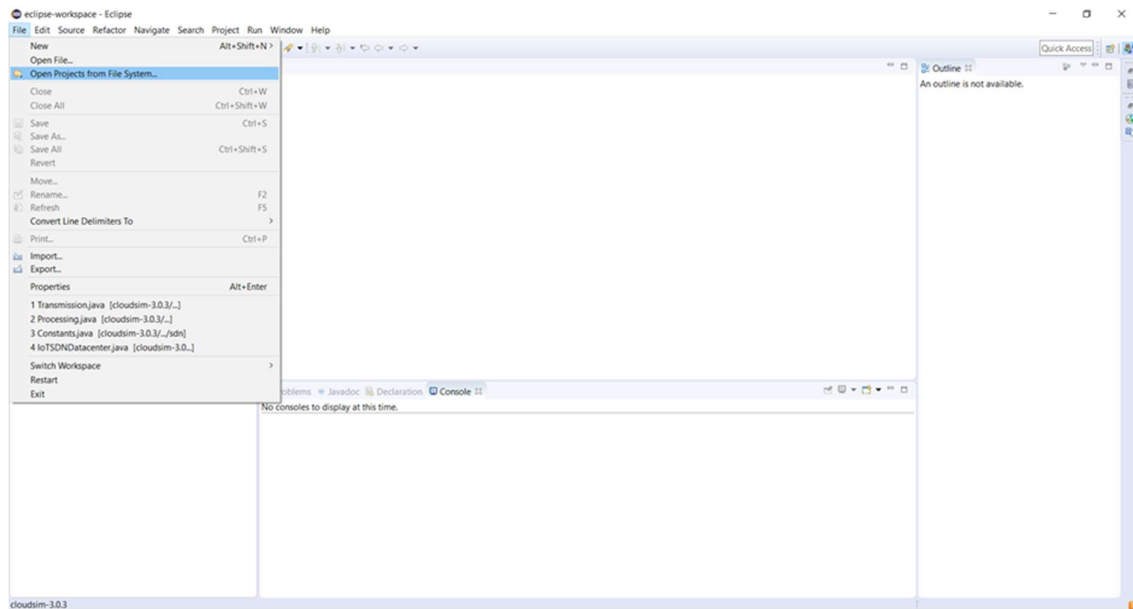 eclipse-workspace - Eclipse
File Edit Source Refactor Navigate Search Project Run Window Help
New Alt+Shift+N >
Open File...
Open Projects from File System...
Close Ctrl+W
Close All Ctrl+Shift+W
Save Ctrl+S
Save As...
Save All Ctrl+Shift+S
Revert
Move...
Rename... F2
Refresh F5
Convert Line Delimiters To >
Print... Ctrl+P
Import...
Export...
Properties Alt+Enter
1 Transmission.java [cloudsim-3.0.3/...]
2 Processing.java [cloudsim-3.0.3/...]
3 Constants.java [cloudsim-3.0.3/.../sdn]
4 IoTSDNDatacenter.java [cloudsim-3.0...]
Switch Workspace >
Restart
Exit
Quick Access
Outline
An outline is not available.
oblems Javadoc Declaration Console
No consoles to display at this time.
cloudsim-3.0.3